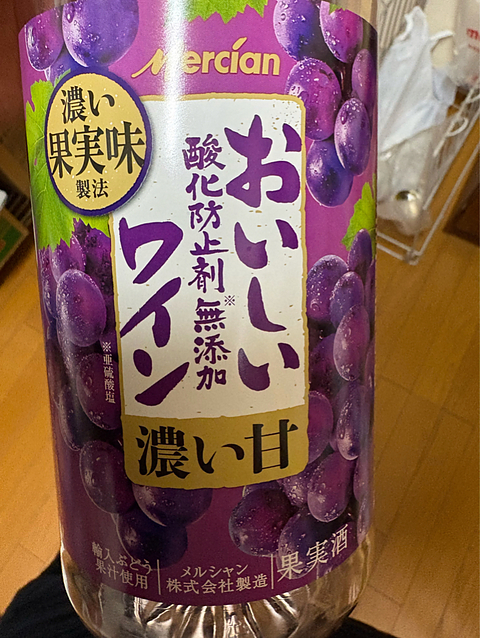 Mercian
濃い
果実味
製法
おいしい
酸化防止剤無添加※
ワイン
※亜硫酸塩
濃い甘
輸入ぶどう
果汁使用
メルシャン
株式会社製造
果実酒